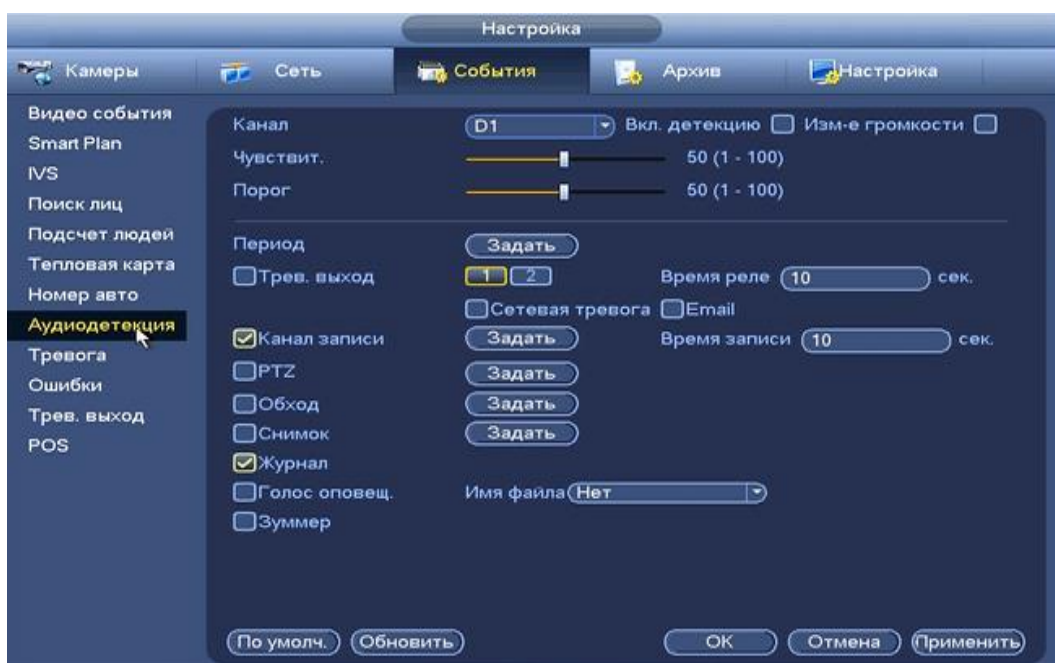 Настройка
Камеры Сеть События Архив Настройка
Видео события
Smart Plan
IVS
Поиск лиц
Подсчет людей
Тепловая карта
Номер авто
Аудиодетекция
Тревога
Ошибки
Трев. выход
POS
Канал D1 Вкл. детекцию Изм-е громкости
Чувствит. 50 (1 - 100)
Порог 50 (1 - 100)
Период Задать
Трев. выход 1 2 Время реле 10 сек.
Сетевая тревога Email
Канал записи Задать Время записи 10 сек.
PTZ Задать
Обход Задать
Снимок Задать
Журнал
Голос оповещ. Имя файла Нет
Зуммер
По умолч. Обновить OK Отмена Применить